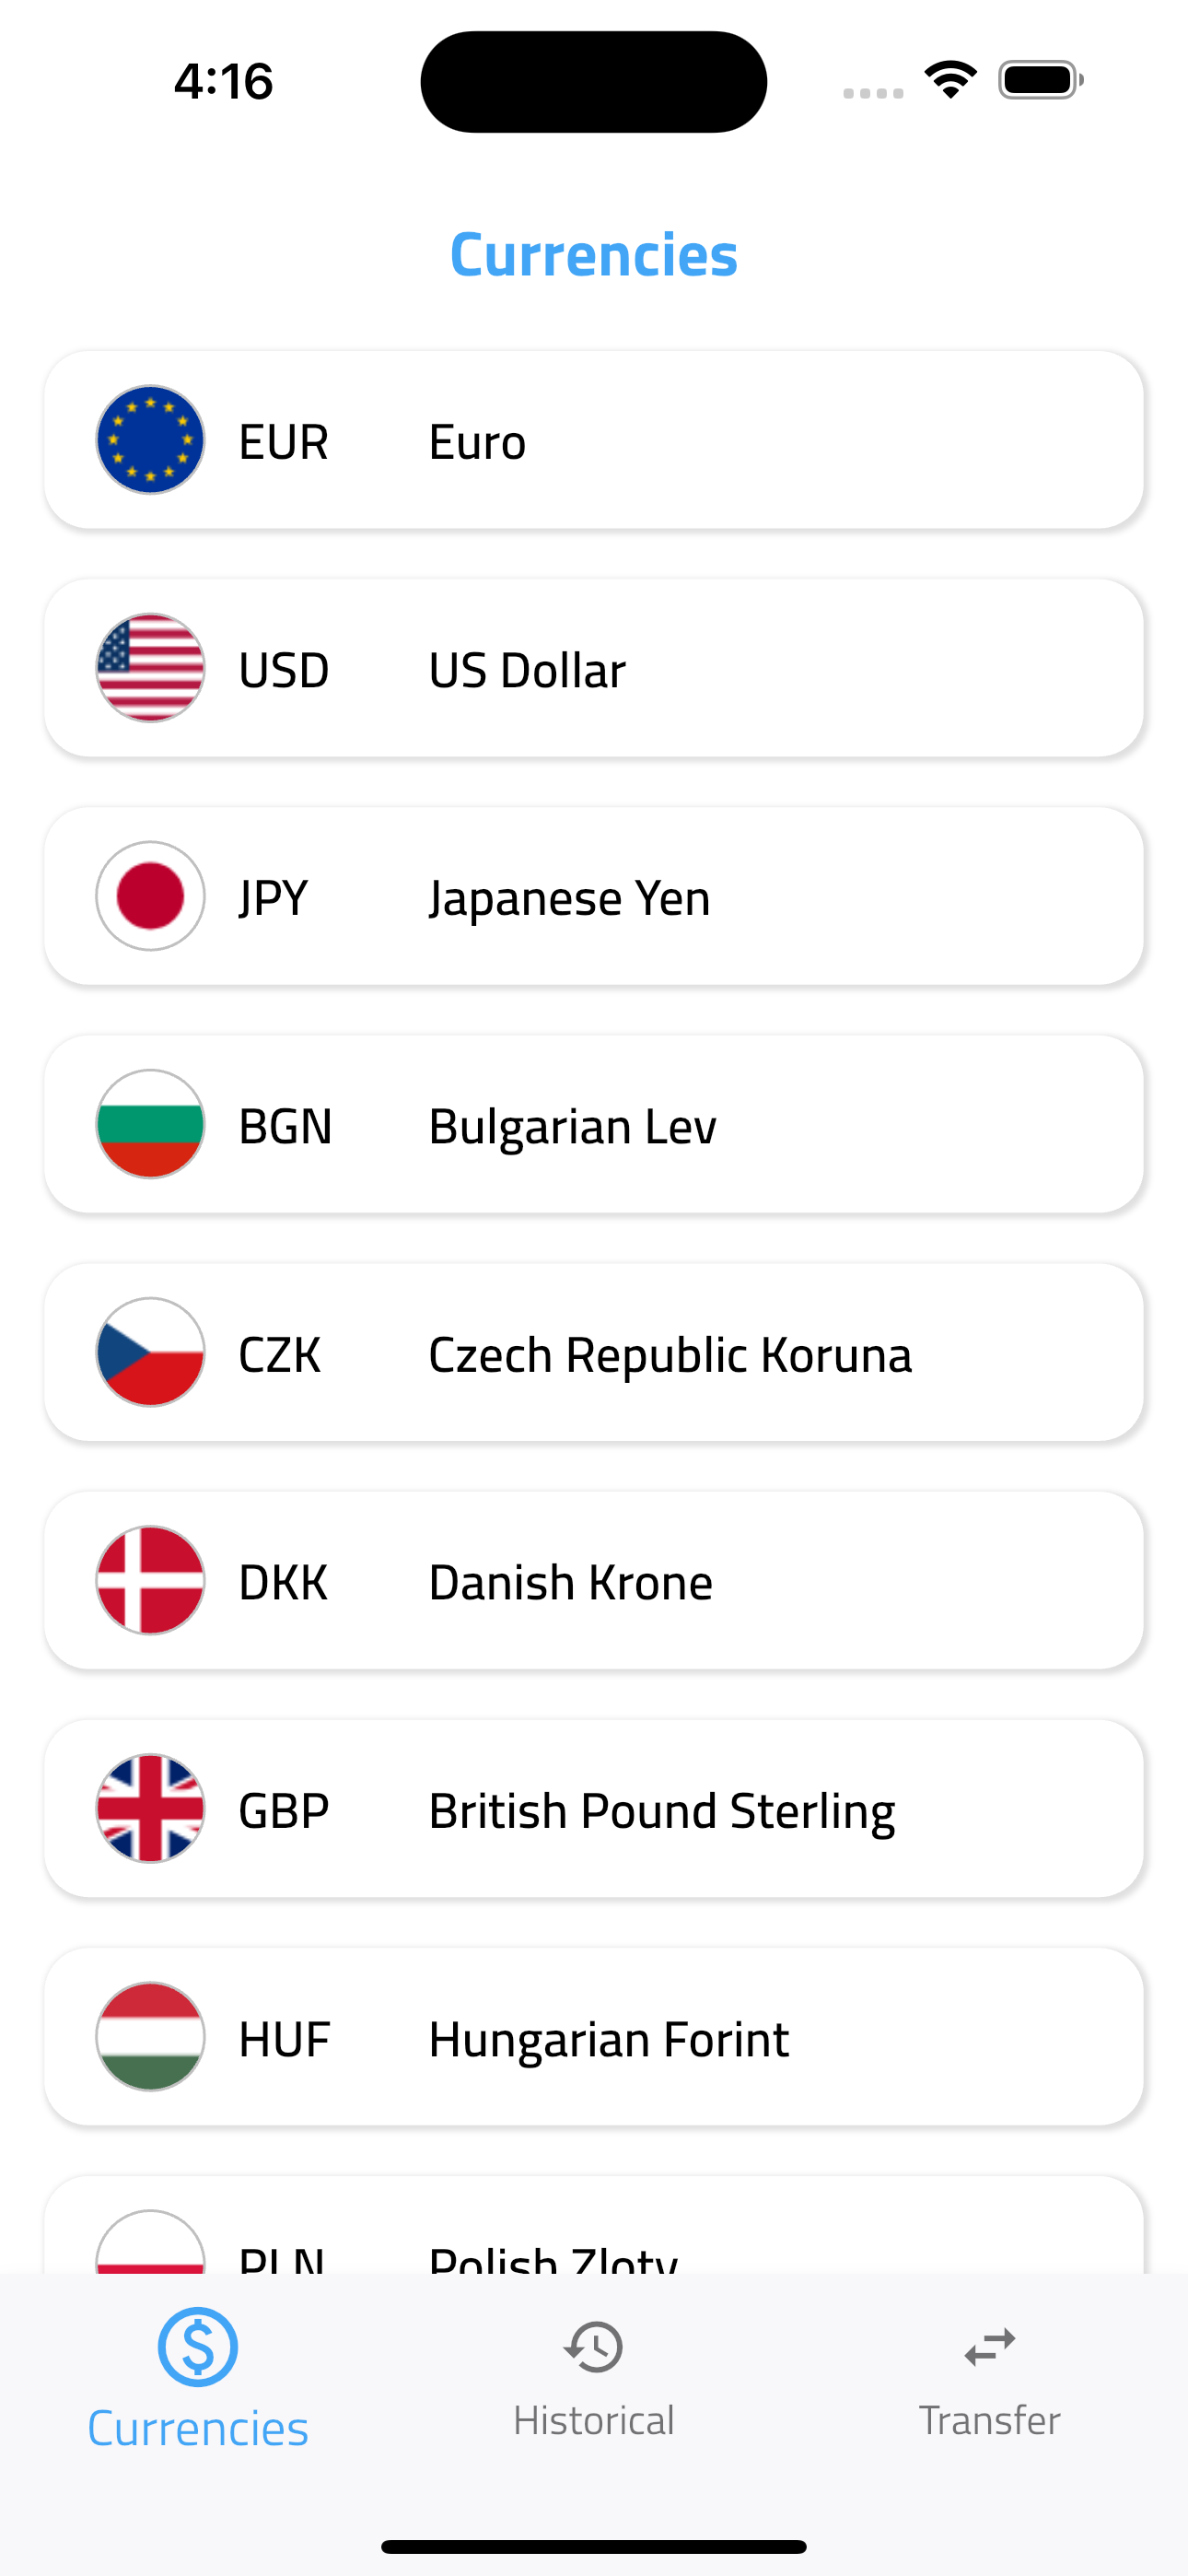 4:16
Currencies
EUR Euro
USD US Dollar
JPY Japanese Yen
BGN Bulgarian Lev
CZK Czech Republic Koruna
DKK Danish Krone
GBP British Pound Sterling
HUF Hungarian Forint
PLN Polish Zloty
Currencies Historical Transfer